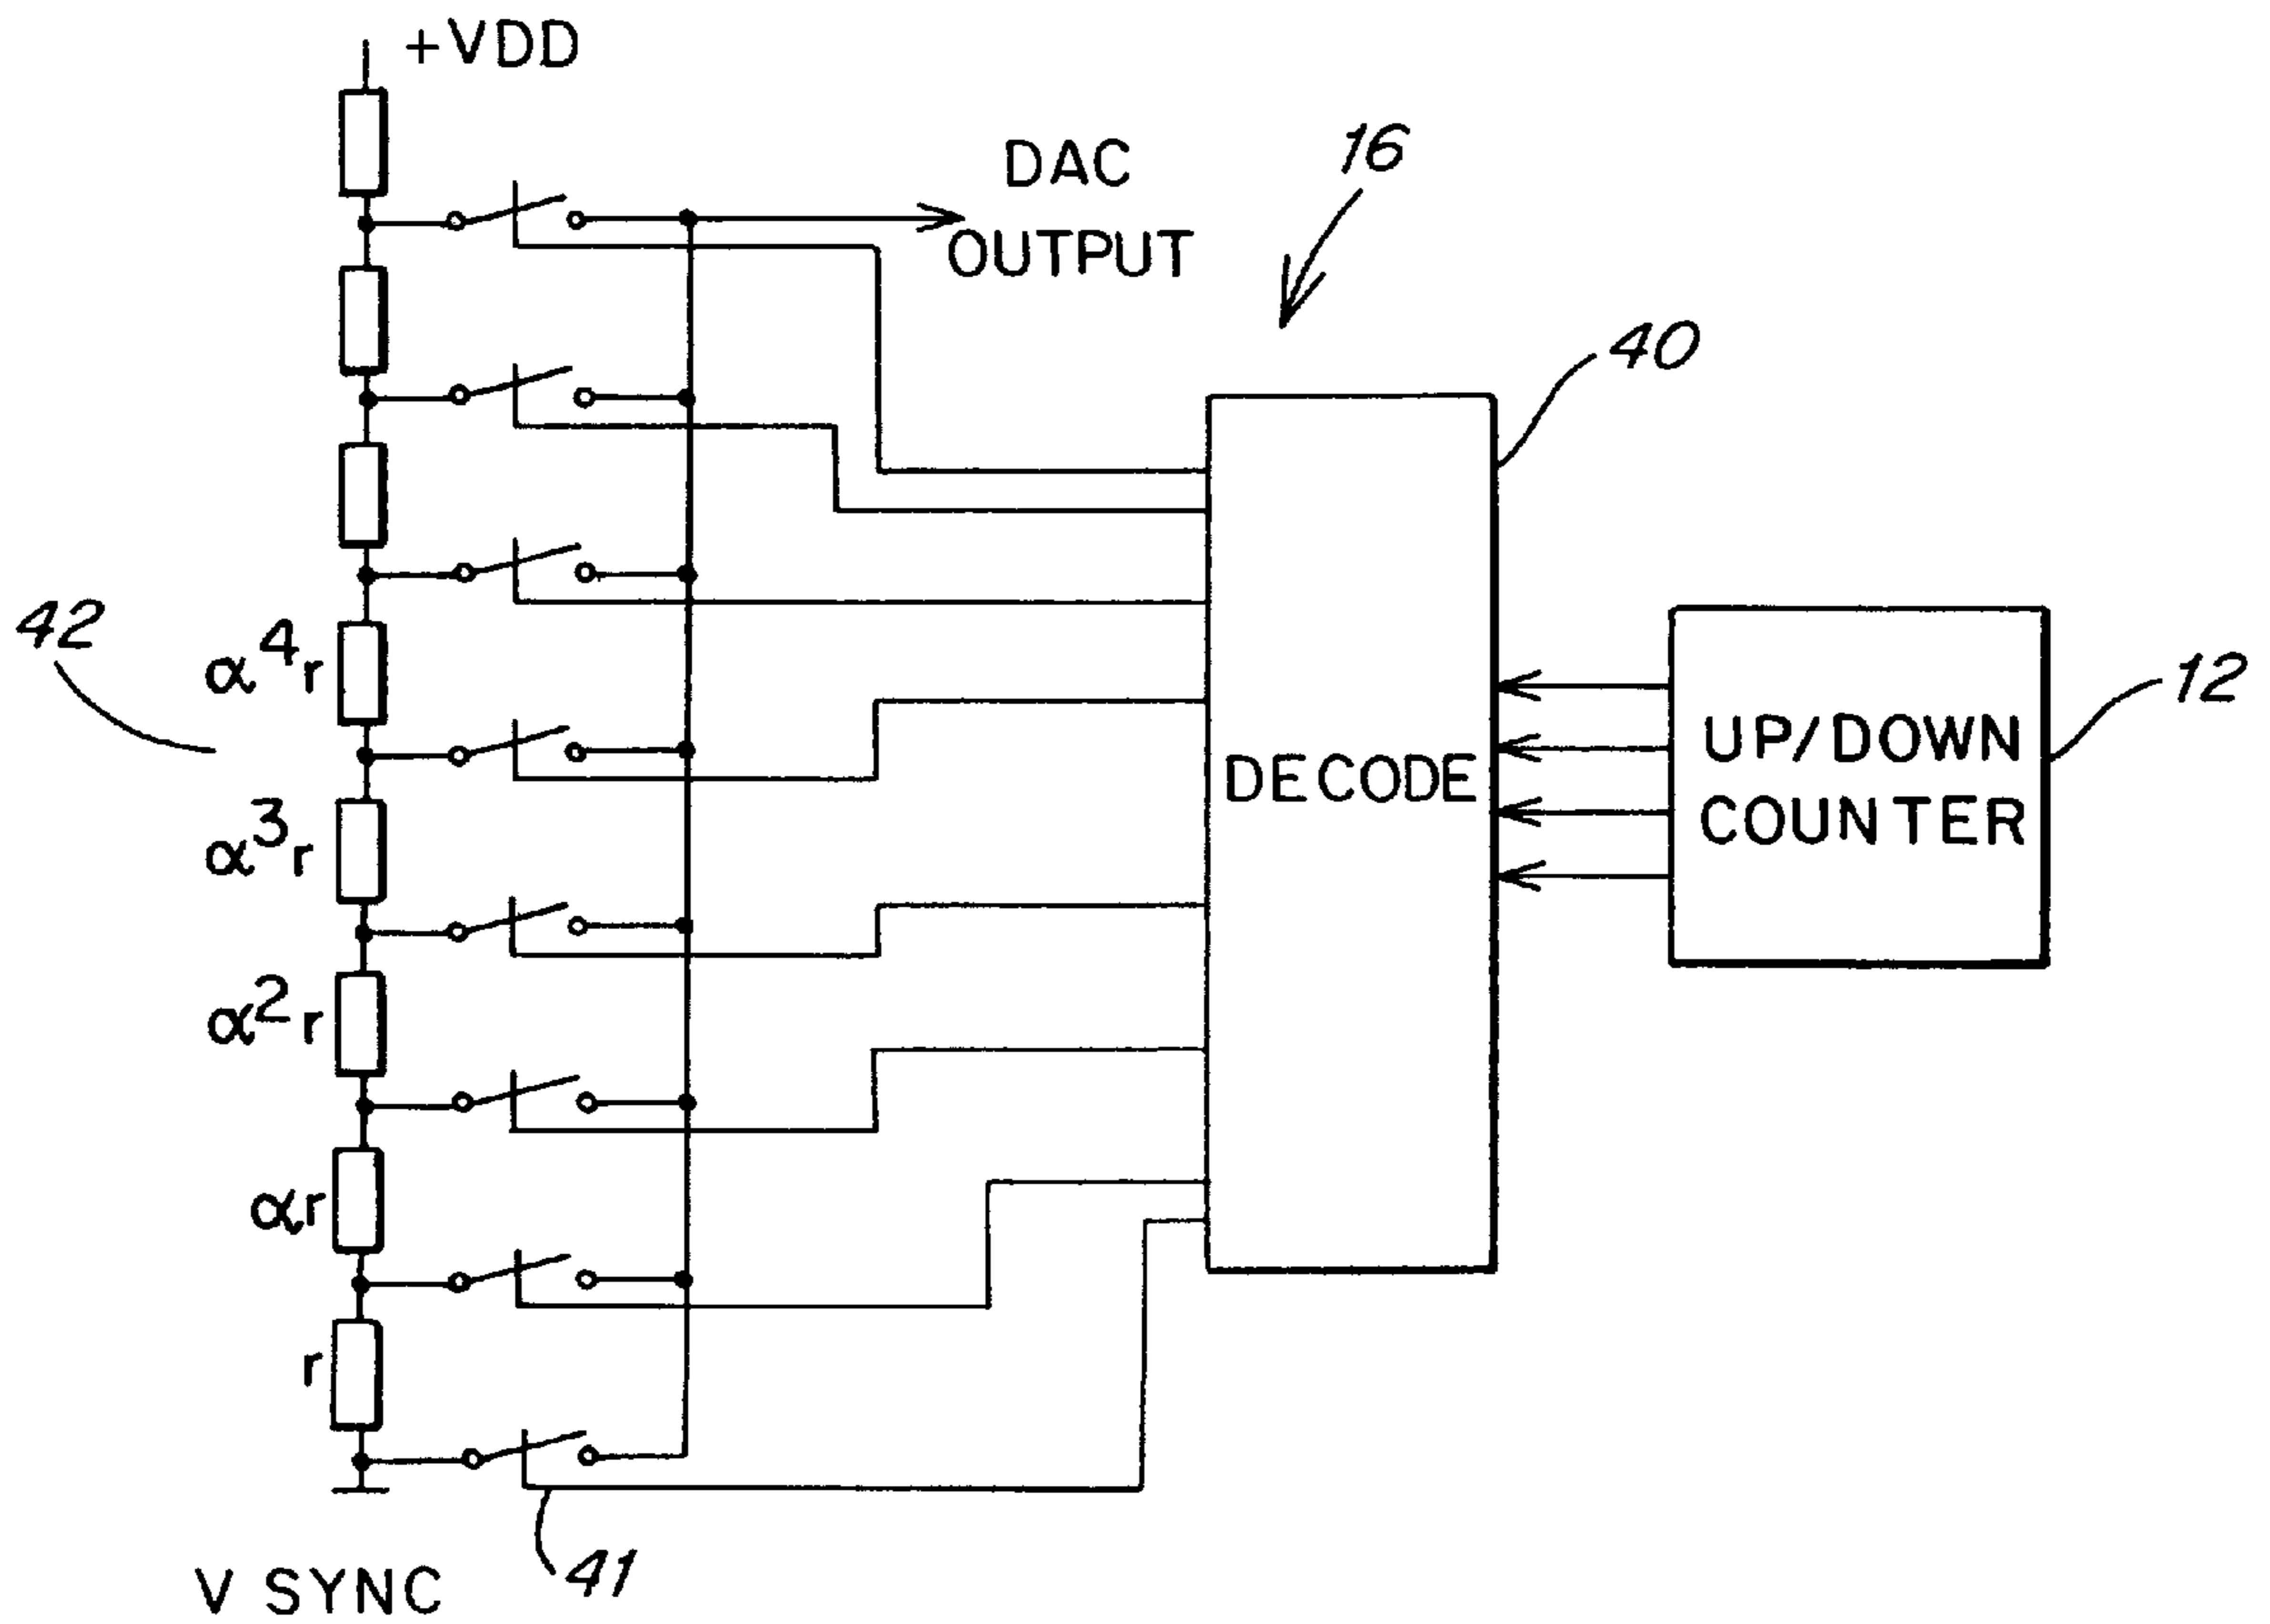 +VDD
DAC
OUTPUT
16
40
42
α⁴r
12
UP/DOWN
COUNTER
DECODE
α³r
α²r
αr
r
41
V SYNC